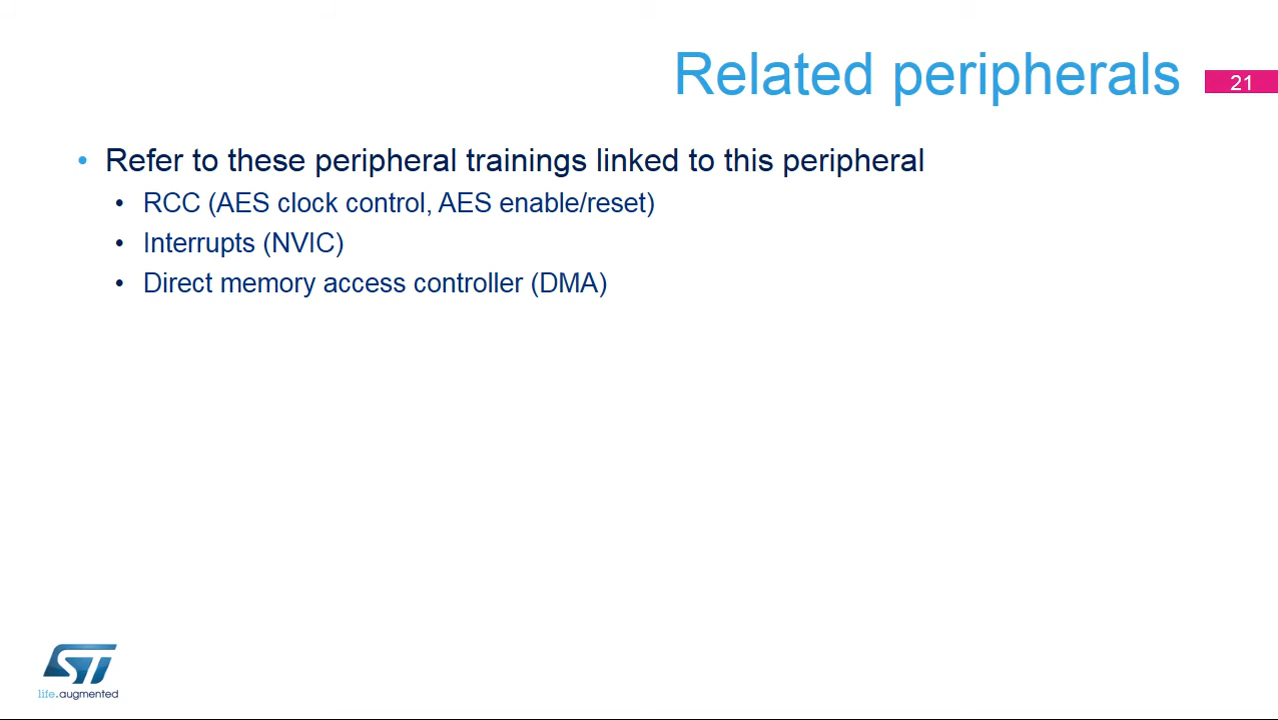 Related peripherals
21
• Refer to these peripheral trainings linked to this peripheral
• RCC (AES clock control, AES enable/reset)
• Interrupts (NVIC)
• Direct memory access controller (DMA)
ST
life.augmented